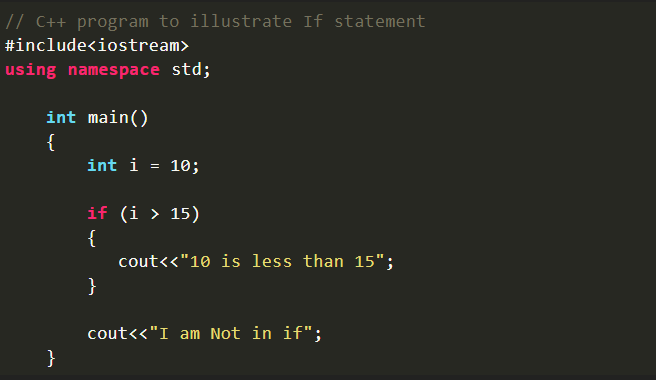 // C++ program to illustrate If statement
#include<iostream>
using namespace std;
int main()
{
int i = 10;
if (i > 15)
{
cout<<"10 is less than 15";
}
cout<<"I am Not in if";
}